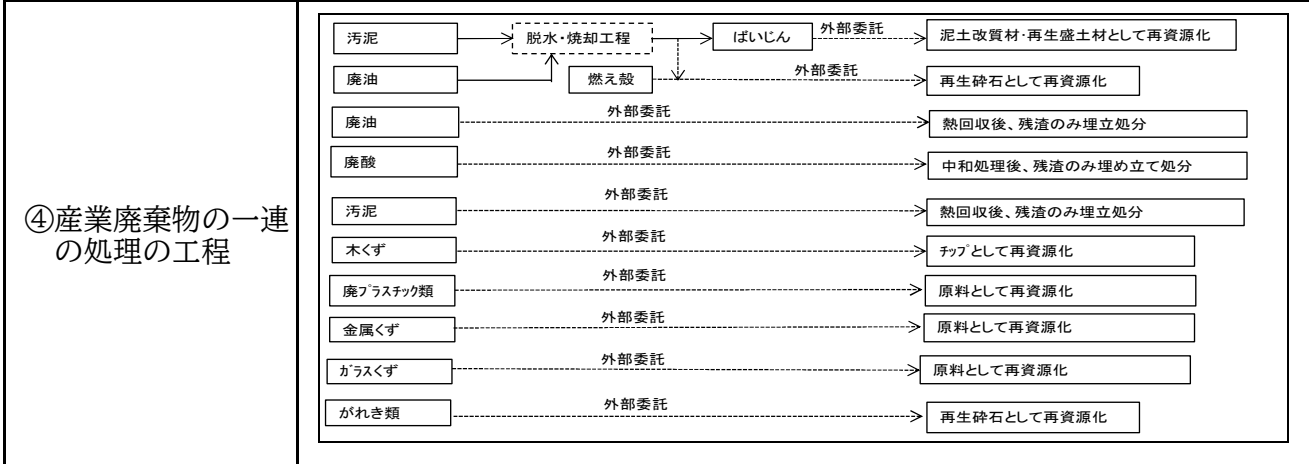 ④産業廃棄物の一連
の処理の工程
汚泥 脱水・焼却工程 ばいじん 外部委託 泥土改質材・再生盛土材として再資源化
廃油 燃え殻 外部委託 再生砕石として再資源化
廃油 外部委託 熱回収後、残渣のみ埋立処分
廃酸 外部委託 中和処理後、残渣のみ埋め立て処分
汚泥 外部委託 熱回収後、残渣のみ埋立処分
木くず 外部委託 ﾁｯﾌﾟとして再資源化
廃ﾌﾟﾗｽﾁｯｸ類 外部委託 原料として再資源化
金属くず 外部委託 原料として再資源化
ｶﾞﾗｽくず 外部委託 原料として再資源化
がれき類 外部委託 再生砕石として再資源化